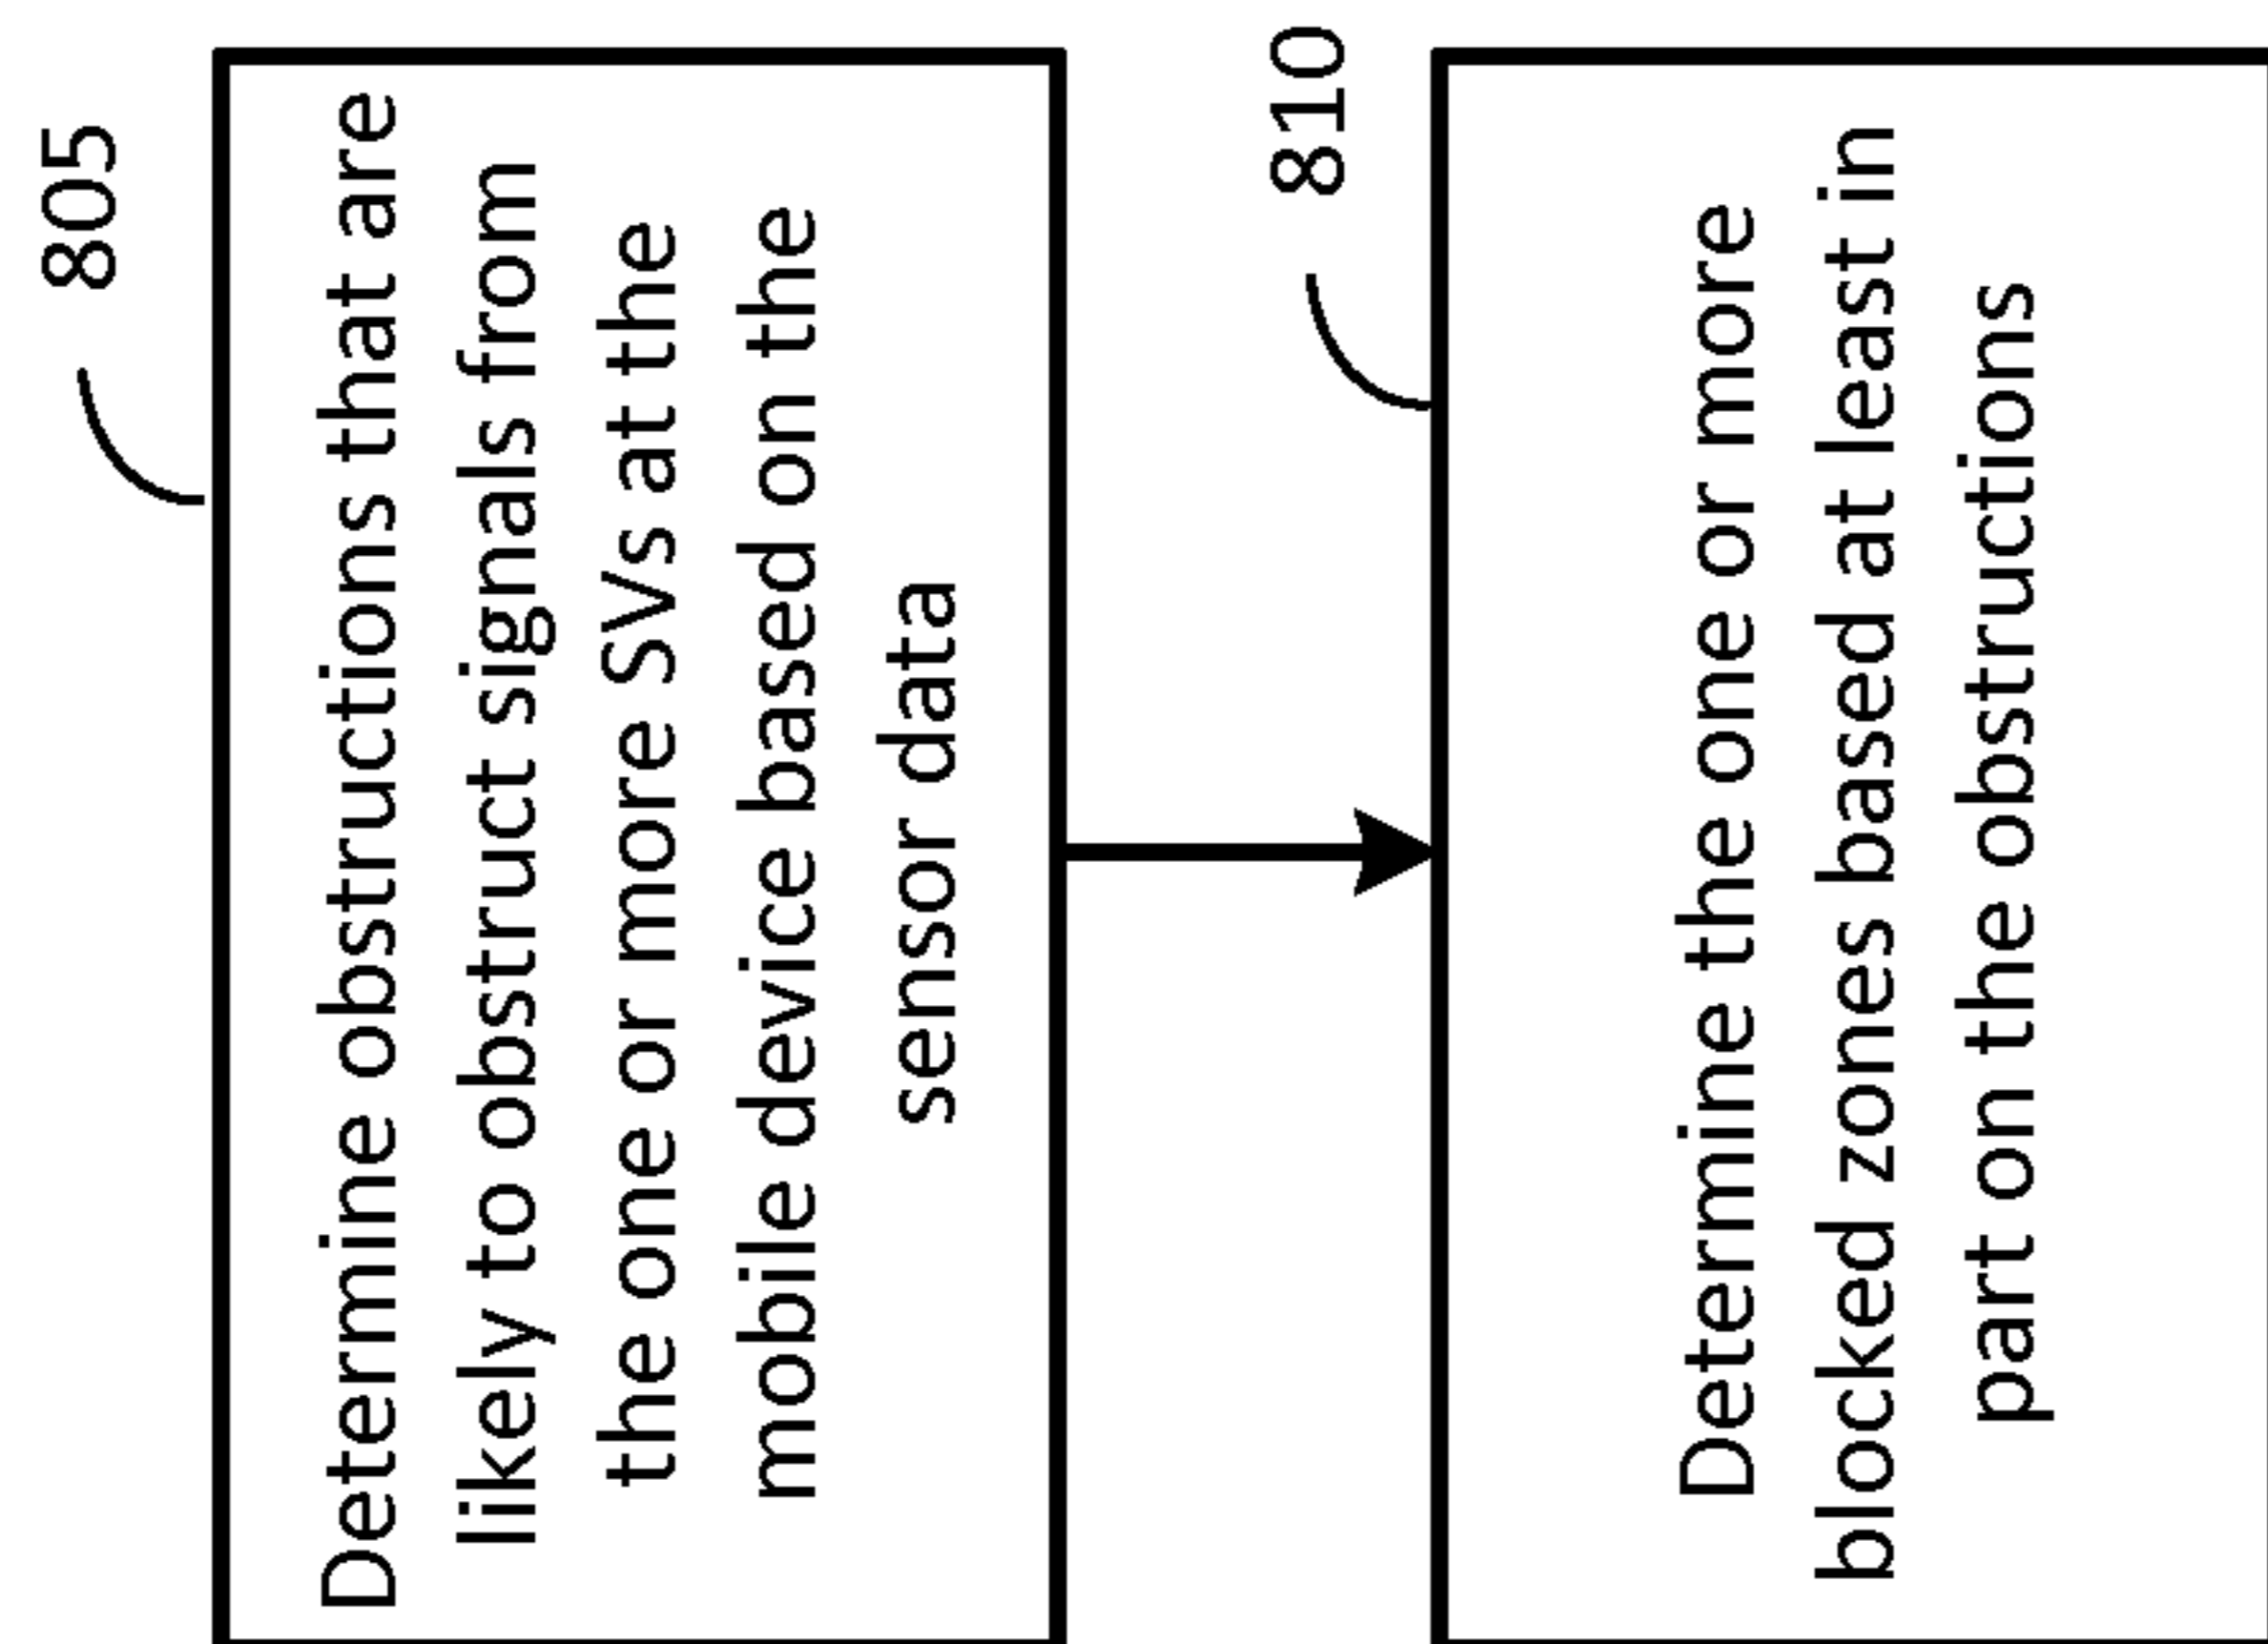 805
Determine obstructions that are
likely to obstruct signals from
the one or more SVs at the
mobile device based on the
sensor data
810
Determine the one or more
blocked zones based at least in
part on the obstructions